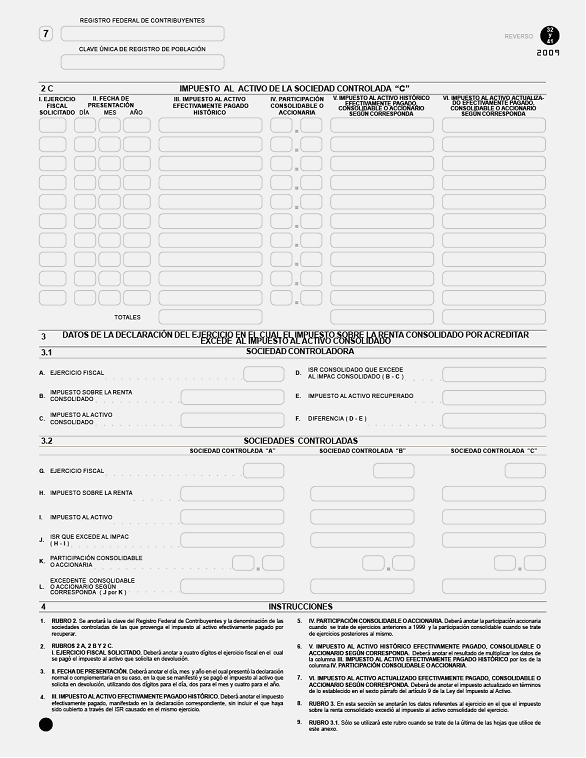 REGISTRO FEDERAL DE CONTRIBUYENTES
7
CLAVE ÚNICA DE REGISTRO DE POBLACIÓN
REVERSO
32
y
41
2009
2 C IMPUESTO AL ACTIVO DE LA SOCIEDAD CONTROLADA "C"
I. EJERCICIO
FISCAL
SOLICITADO
II. FECHA DE
PRESENTACIÓN
DÍA MES AÑO
III. IMPUESTO AL ACTIVO
EFECTIVAMENTE PAGADO
HISTÓRICO
IV. PARTICIPACIÓN
CONSOLIDABLE O
ACCIONARIA
V. IMPUESTO AL ACTIVO HISTÓRICO
EFECTIVAMENTE PAGADO,
CONSOLIDABLE O ACCIONARIO
SEGÚN CORRESPONDA
VI. IMPUESTO AL ACTIVO ACTUALIZA-
DO EFECTIVAMENTE PAGADO,
CONSOLIDABLE O ACCIONARIO
SEGÚN CORRESPONDA
TOTALES
3 DATOS DE LA DECLARACIÓN DEL EJERCICIO EN EL CUAL EL IMPUESTO SOBRE LA RENTA CONSOLIDADO POR ACREDITAR
EXCEDE AL IMPUESTO AL ACTIVO CONSOLIDADO
3.1 SOCIEDAD CONTROLADORA
A. EJERCICIO FISCAL
B. IMPUESTO SOBRE LA RENTA
CONSOLIDADO
C. IMPUESTO AL ACTIVO
CONSOLIDADO
D. ISR CONSOLIDADO QUE EXCEDE
AL IMPAC CONSOLIDADO ( B - C )
E. IMPUESTO AL ACTIVO RECUPERADO
F. DIFERENCIA ( D - E )
3.2 SOCIEDADES CONTROLADAS
SOCIEDAD CONTROLADA "A" SOCIEDAD CONTROLADA "B" SOCIEDAD CONTROLADA "C"
G. EJERCICIO FISCAL
H. IMPUESTO SOBRE LA RENTA
I. IMPUESTO AL ACTIVO
J. ISR QUE EXCEDE AL IMPAC
( H - I )
K. PARTICIPACIÓN CONSOLIDABLE
O ACCIONARIA
L. EXCEDENTE CONSOLIDABLE
O ACCIONARIO SEGÚN
CORRESPONDA ( J por K )
4 INSTRUCCIONES
1. RUBRO 2. Se anotará la clave del Registro Federal de Contribuyentes y la denominación de las
sociedades controladas de las que provenga el impuesto al activo efectivamente pagado por
recuperar.
2. RUBROS 2 A, 2 B Y 2 C.
I. EJERCICIO FISCAL SOLICITADO. Deberá anotar a cuatro dígitos el ejercicio fiscal en el cual
se pagó el impuesto al activo que solicita en devolución.
3. II. FECHA DE PRESENTACIÓN. Deberá anotar el día, mes y año en el cual presentó la declaración
normal o complementaria en su caso, en la que se manifestó y se pagó el impuesto al activo que
solicita en devolución, utilizando dos dígitos para el día, dos para el mes y cuatro para el año.
4. III. IMPUESTO AL ACTIVO EFECTIVAMENTE PAGADO HISTÓRICO. Deberá anotar el impuesto
efectivamente pagado, manifestado en la declaración correspondiente, sin incluir el que haya
sido cubierto a través del ISR causado en el mismo ejercicio.
5. IV. PARTICIPACIÓN CONSOLIDABLE O ACCIONARIA. Deberá anotar la participación accionaria
cuando se trate de ejercicios anteriores a 1999 y la participación consolidable cuando se trate
de ejercicios posteriores al mismo.
6. V. IMPUESTO AL ACTIVO HISTÓRICO EFECTIVAMENTE PAGADO, CONSOLIDABLE O
ACCIONARIO SEGÚN CORRESPONDA. Deberá anotar el resultado de multiplicar los datos de
la columna III. IMPUESTO AL ACTIVO EFECTIVAMENTE PAGADO HISTÓRICO por los de la
columna IV. PARTICIPACIÓN CONSOLIDABLE O ACCIONARIA.
7. VI. IMPUESTO AL ACTIVO ACTUALIZADO EFECTIVAMENTE PAGADO, CONSOLIDABLE O
ACCIONARIO SEGÚN CORRESPONDA. Deberá de anotar el impuesto actualizado en términos
de lo establecido en el sexto párrafo del artículo 9 de la Ley del Impuesto al Activo.
8. RUBRO 3. En esta sección se anotarán los datos referentes al ejercicio en el que el impuesto
sobre la renta consolidado excedió al impuesto al activo consolidado del ejercicio.
9. RUBRO 3.1. Sólo se utilizará este rubro cuando se trate de la última de las hojas que utilice de
este anexo.